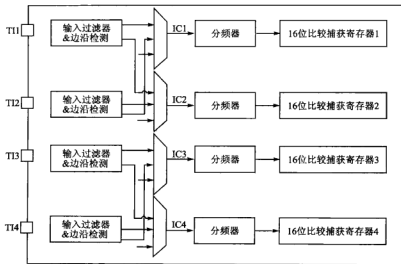 TI1
输入过滤器
&边沿检测
IC1
分频器
16位比较捕获寄存器1
TI2
输入过滤器
&边沿检测
IC2
分频器
16位比较捕获寄存器2
TI3
输入过滤器
&边沿检测
IC3
分频器
16位比较捕获寄存器3
TI4
输入过滤器
&边沿检测
IC4
分频器
16位比较捕获寄存器4